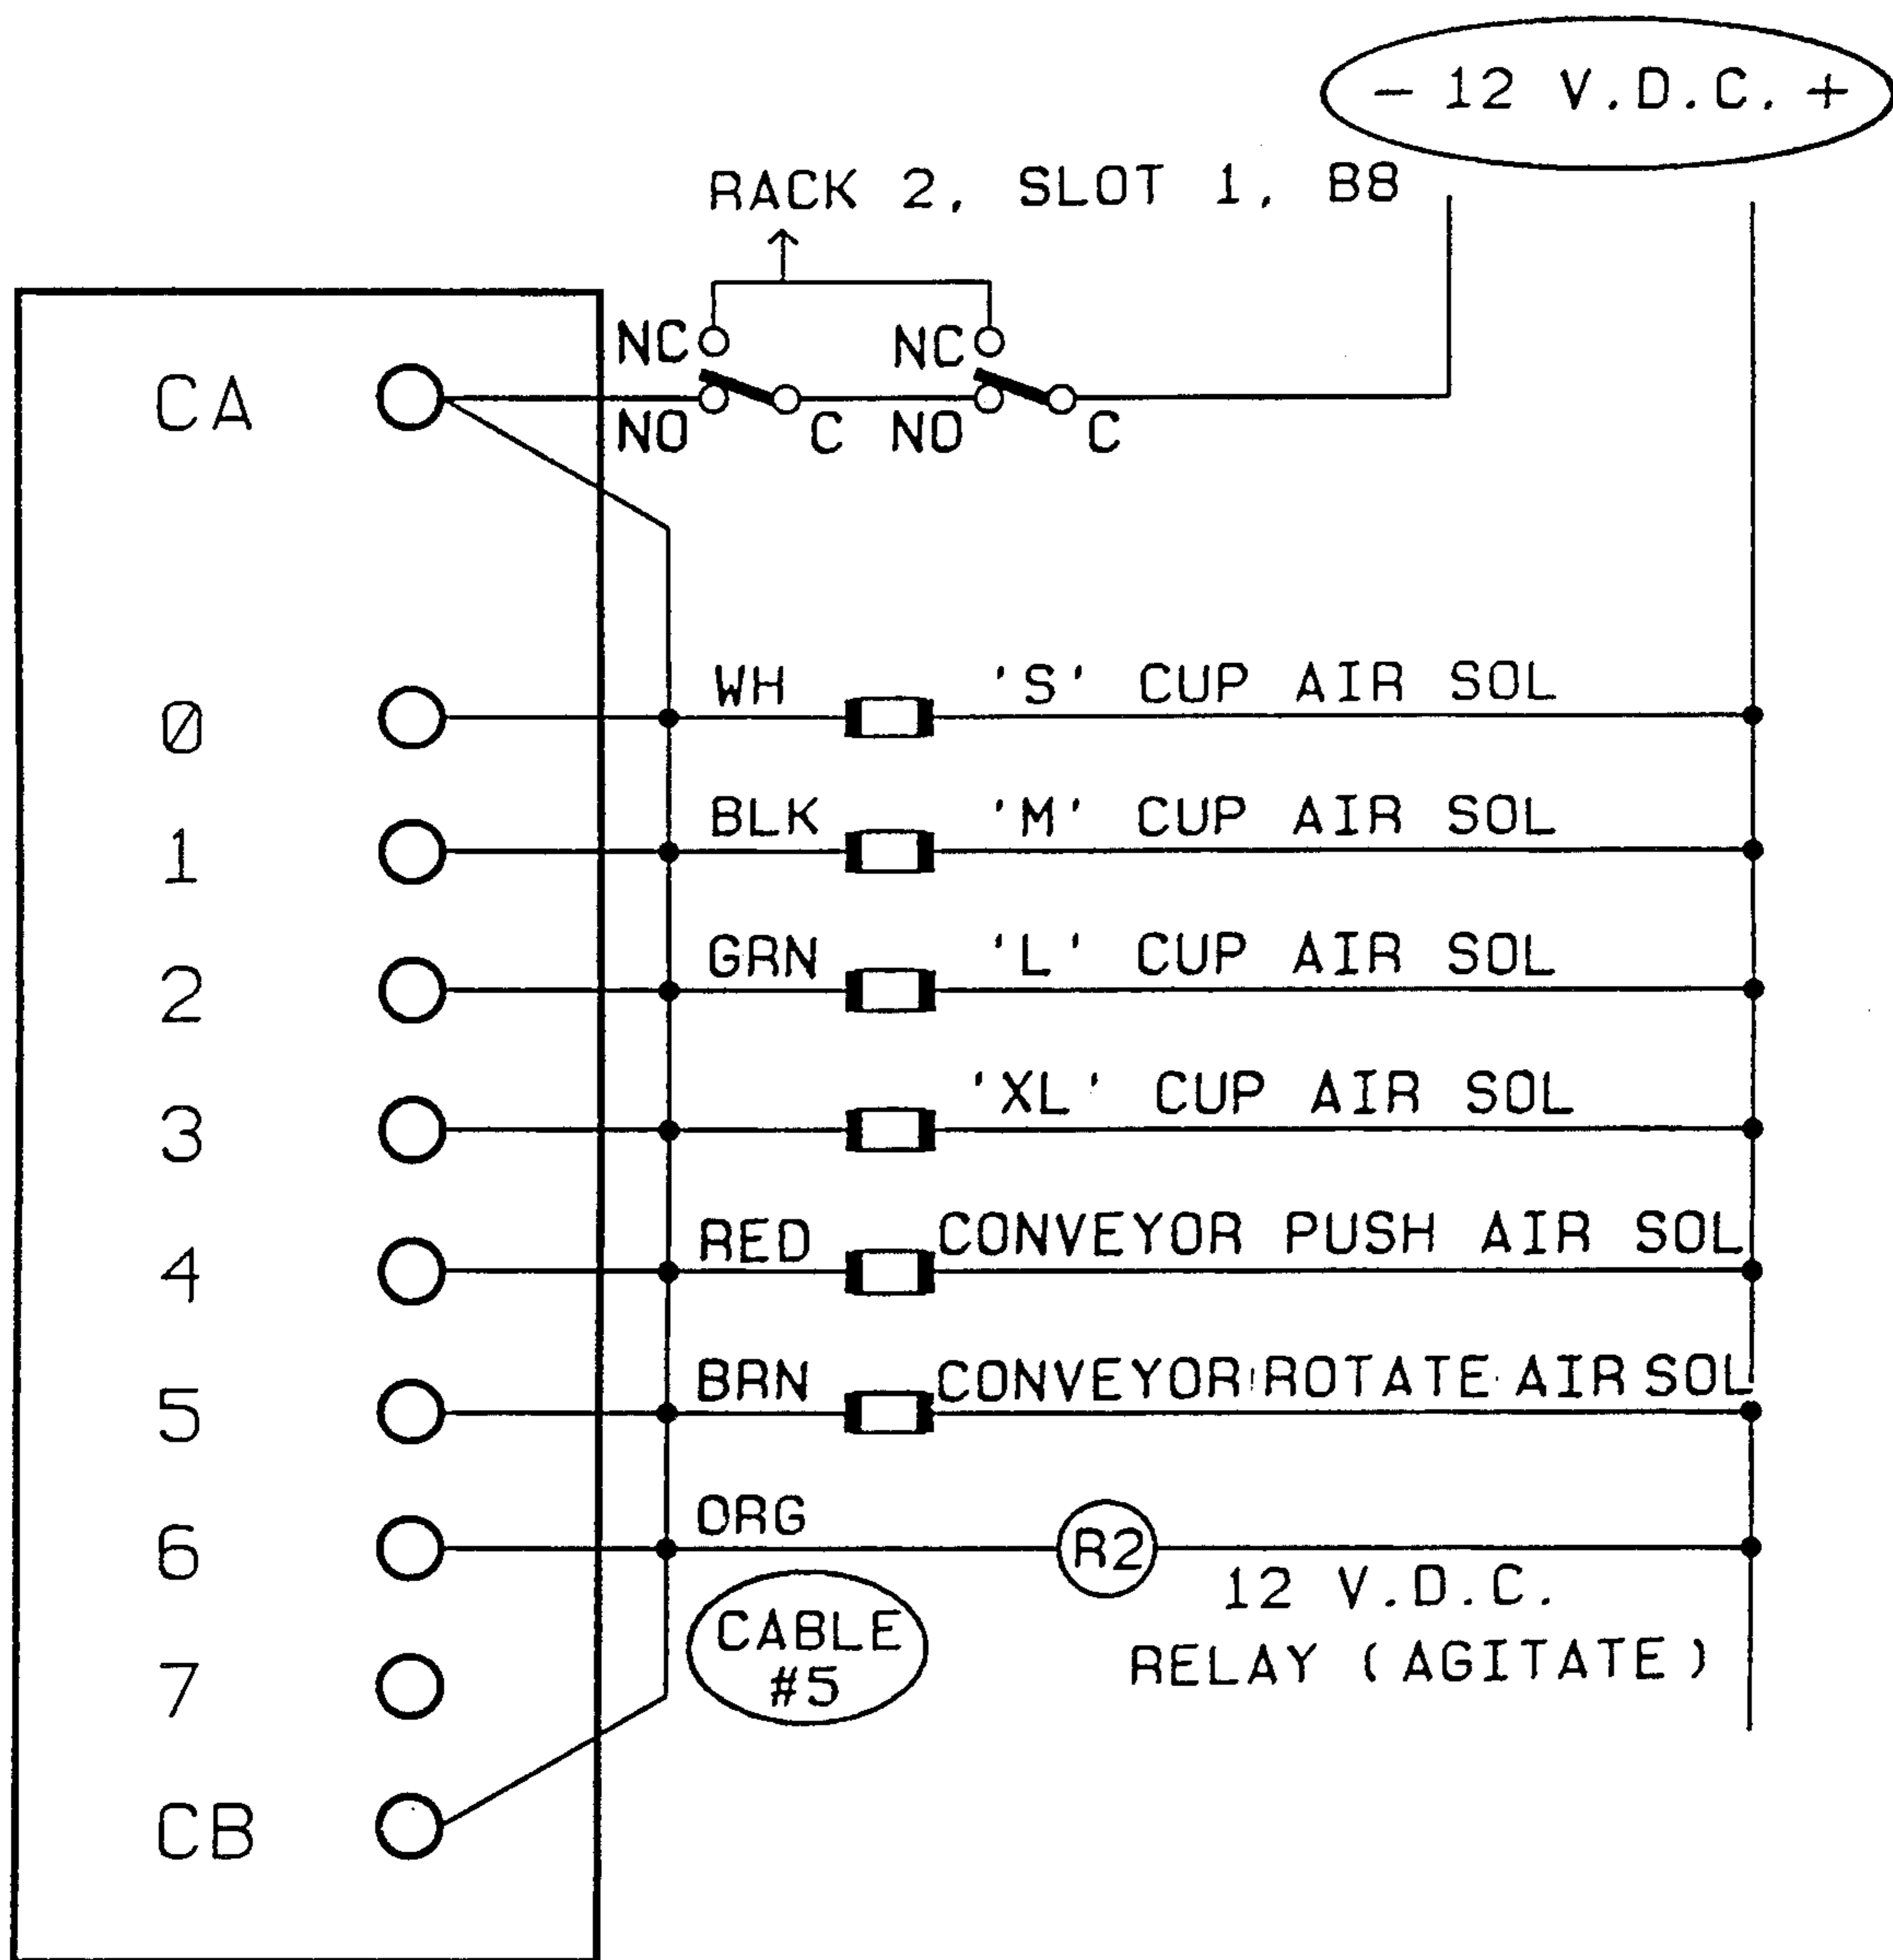 - 12 V.D.C. +
RACK 2, SLOT 1, B8
NC NC
CA
NO C NO C
WH 'S' CUP AIR SOL
0
BLK 'M' CUP AIR SOL
1
GRN 'L' CUP AIR SOL
2
'XL' CUP AIR SOL
3
RED CONVEYOR PUSH AIR SOL
4
BRN CONVEYOR ROTATE AIR SOL
5
ORG
6 R2
12 V.D.C.
CABLE
#5
RELAY (AGITATE)
7
CB